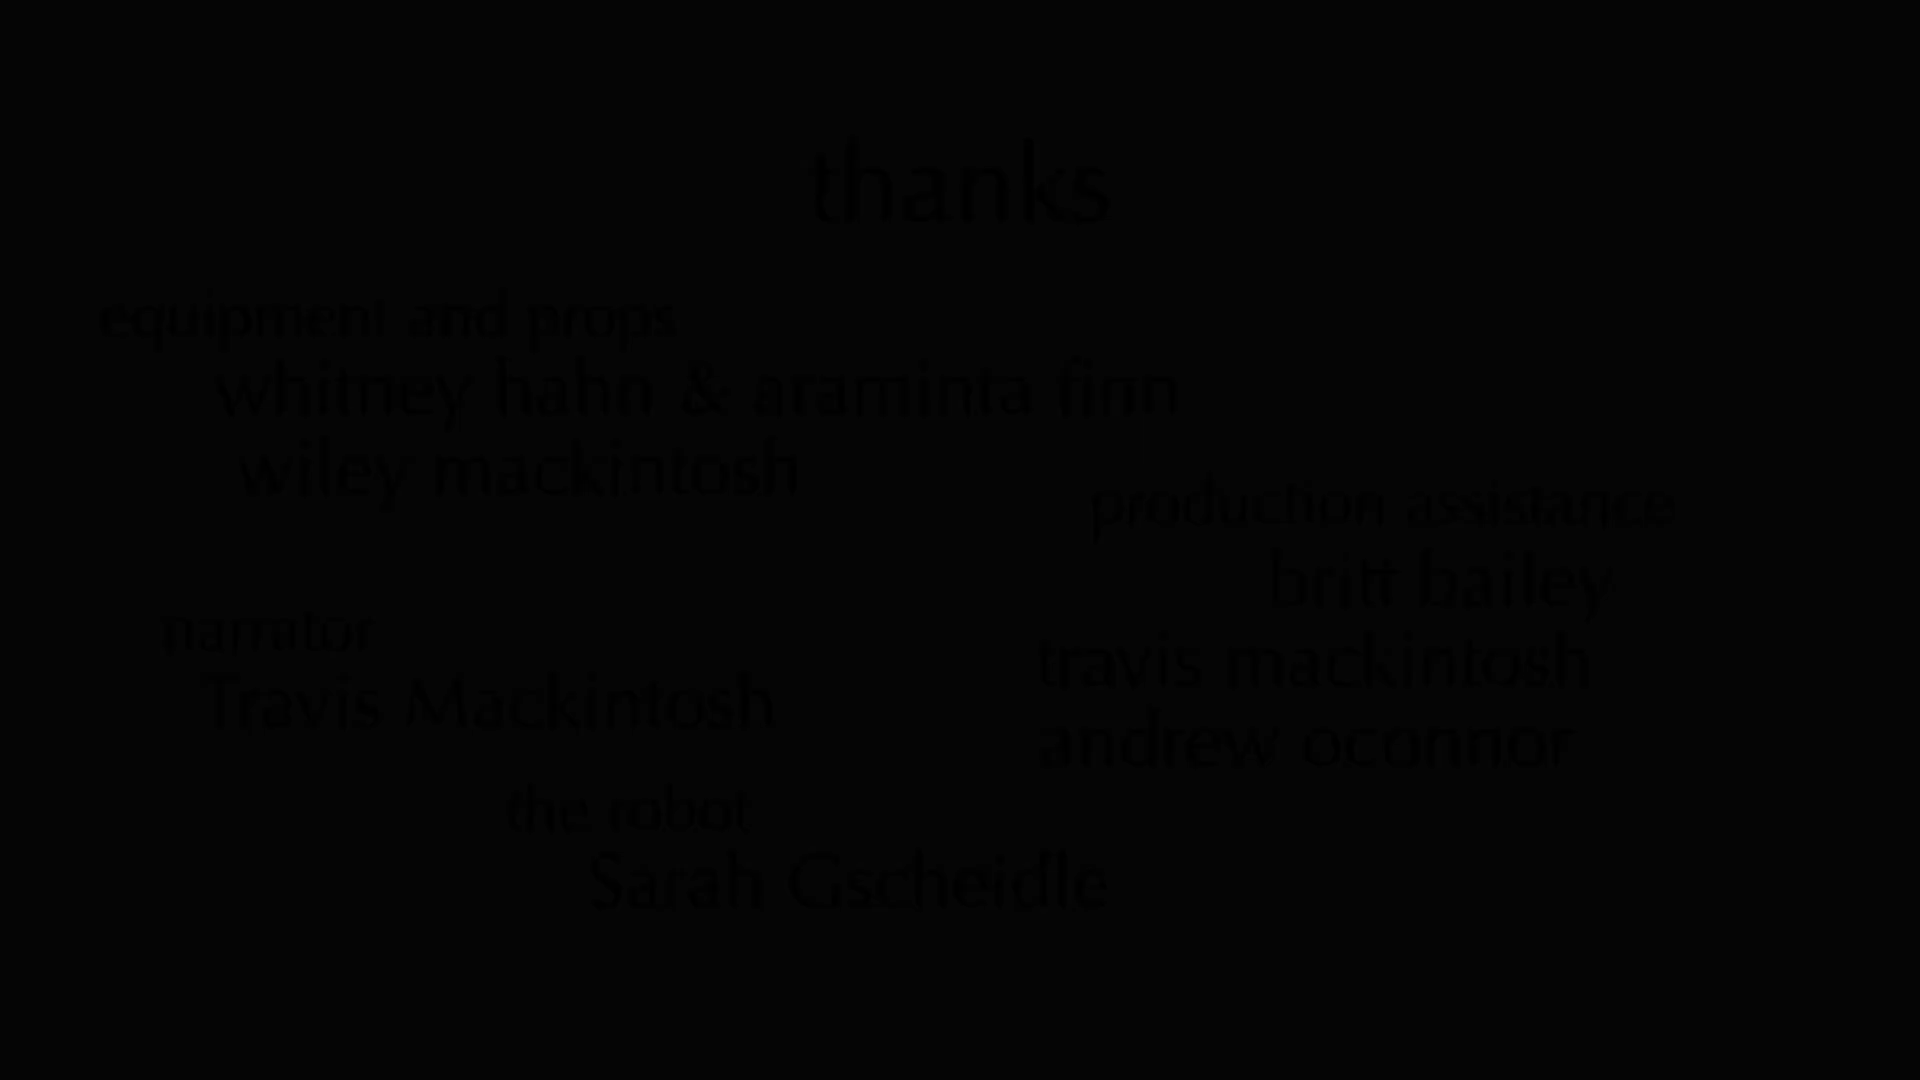 thanks
equipment and props
whitney hahn & araminta finn
wiley mackintosh
production assistance
britt bailey
travis mackintosh
andrew oconnor
narrator
Travis Mackintosh
the robot
Sarah Gscheidle